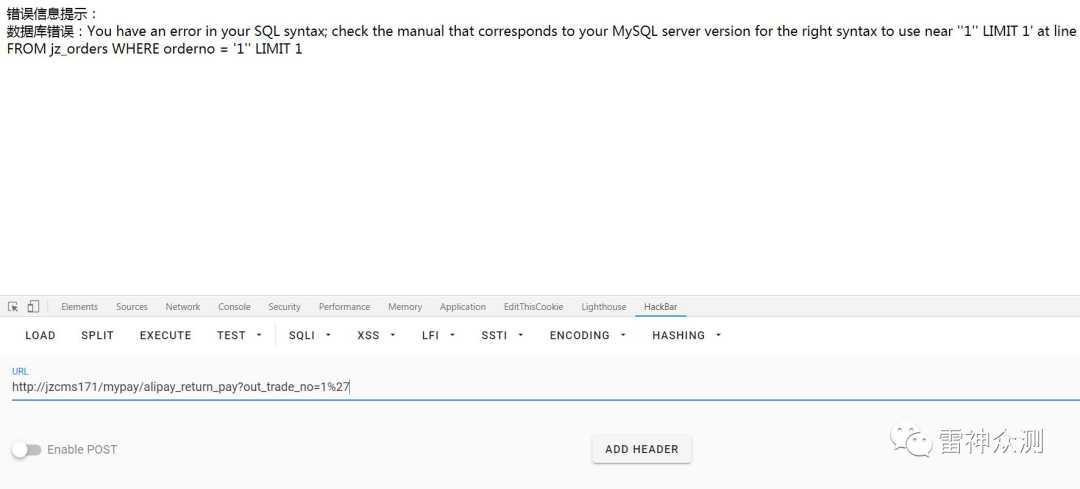 错误信息提示：
数据库错误：You have an error in your SQL syntax; check the manual that corresponds to your MySQL server version for the right syntax to use near ''1'' LIMIT 1' at line
FROM jz_orders WHERE orderno = '1'' LIMIT 1
Elements Sources Network Console Security Performance Memory Application EditThisCookie Lighthouse HackBar
LOAD SPLIT EXECUTE TEST SQLI XSS LFI SSTI ENCODING HASHING
URL
http://jzcms171/mypay/alipay_return_pay?out_trade_no=1%27
Enable POST ADD HEADER 雷神众测